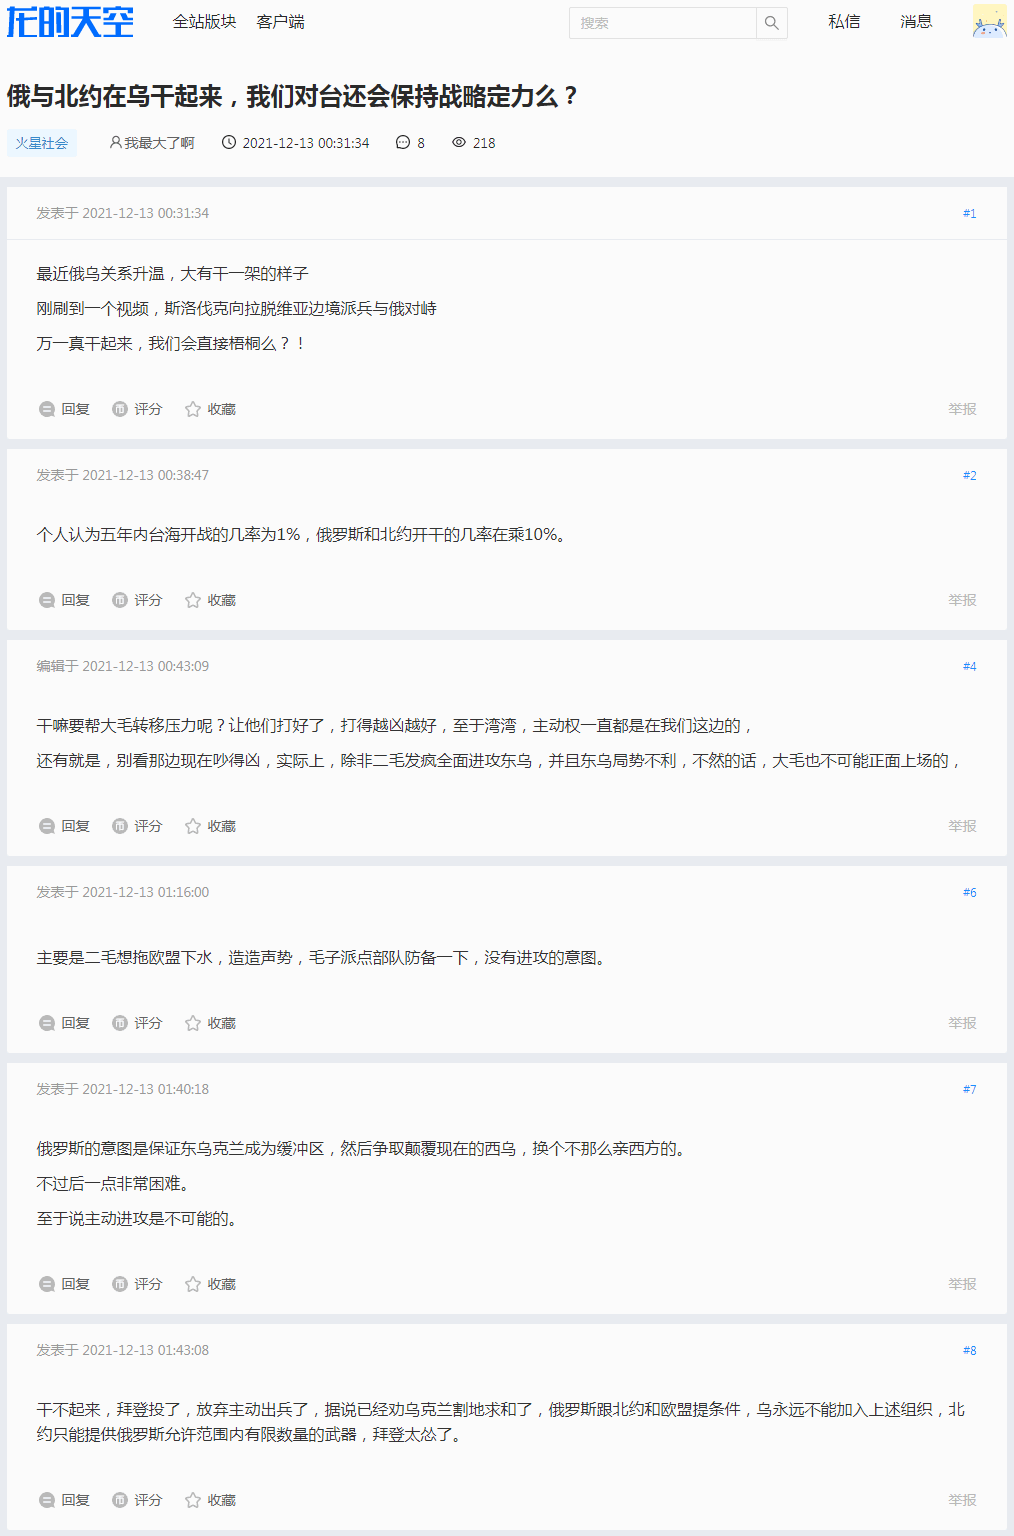 龙的天空 全站版块 客户端 搜索 私信 消息
俄与北约在乌干起来，我们对台还会保持战略定力么？
火星社会 我最大了啊 2021-12-13 00:31:34 8 218
发表于 2021-12-13 00:31:34 #1
最近俄乌关系升温，大有干一架的样子
刚刷到一个视频，斯洛伐克向拉脱维亚边境派兵与俄对峙
万一真干起来，我们会直接梧桐么？！
回复 评分 收藏 举报
发表于 2021-12-13 00:38:47 #2
个人认为五年内台海开战的几率为1%，俄罗斯和北约开干的几率在乘10%。
回复 评分 收藏 举报
编辑于 2021-12-13 00:43:09 #4
干嘛要帮大毛转移压力呢？让他们打好了，打得越凶越好，至于湾湾，主动权一直都是在我们这边的，
还有就是，别看那边现在吵得凶，实际上，除非二毛发疯全面进攻东乌，并且东乌局势不利，不然的话，大毛也不可能正面上场的，
回复 评分 收藏 举报
发表于 2021-12-13 01:16:00 #6
主要是二毛想拖欧盟下水，造造声势，毛子派点部队防备一下，没有进攻的意图。
回复 评分 收藏 举报
发表于 2021-12-13 01:40:18 #7
俄罗斯的意图是保证东乌克兰成为缓冲区，然后争取颠覆现在的西乌，换个不那么亲西方的。
不过后一点非常困难。
至于说主动进攻是不可能的。
回复 评分 收藏 举报
发表于 2021-12-13 01:43:08 #8
干不起来，拜登投了，放弃主动出兵了，据说已经劝乌克兰割地求和了，俄罗斯跟北约和欧盟提条件，乌永远不能加入上述组织，北
约只能提供俄罗斯允许范围内有限数量的武器，拜登太怂了。
回复 评分 收藏 举报